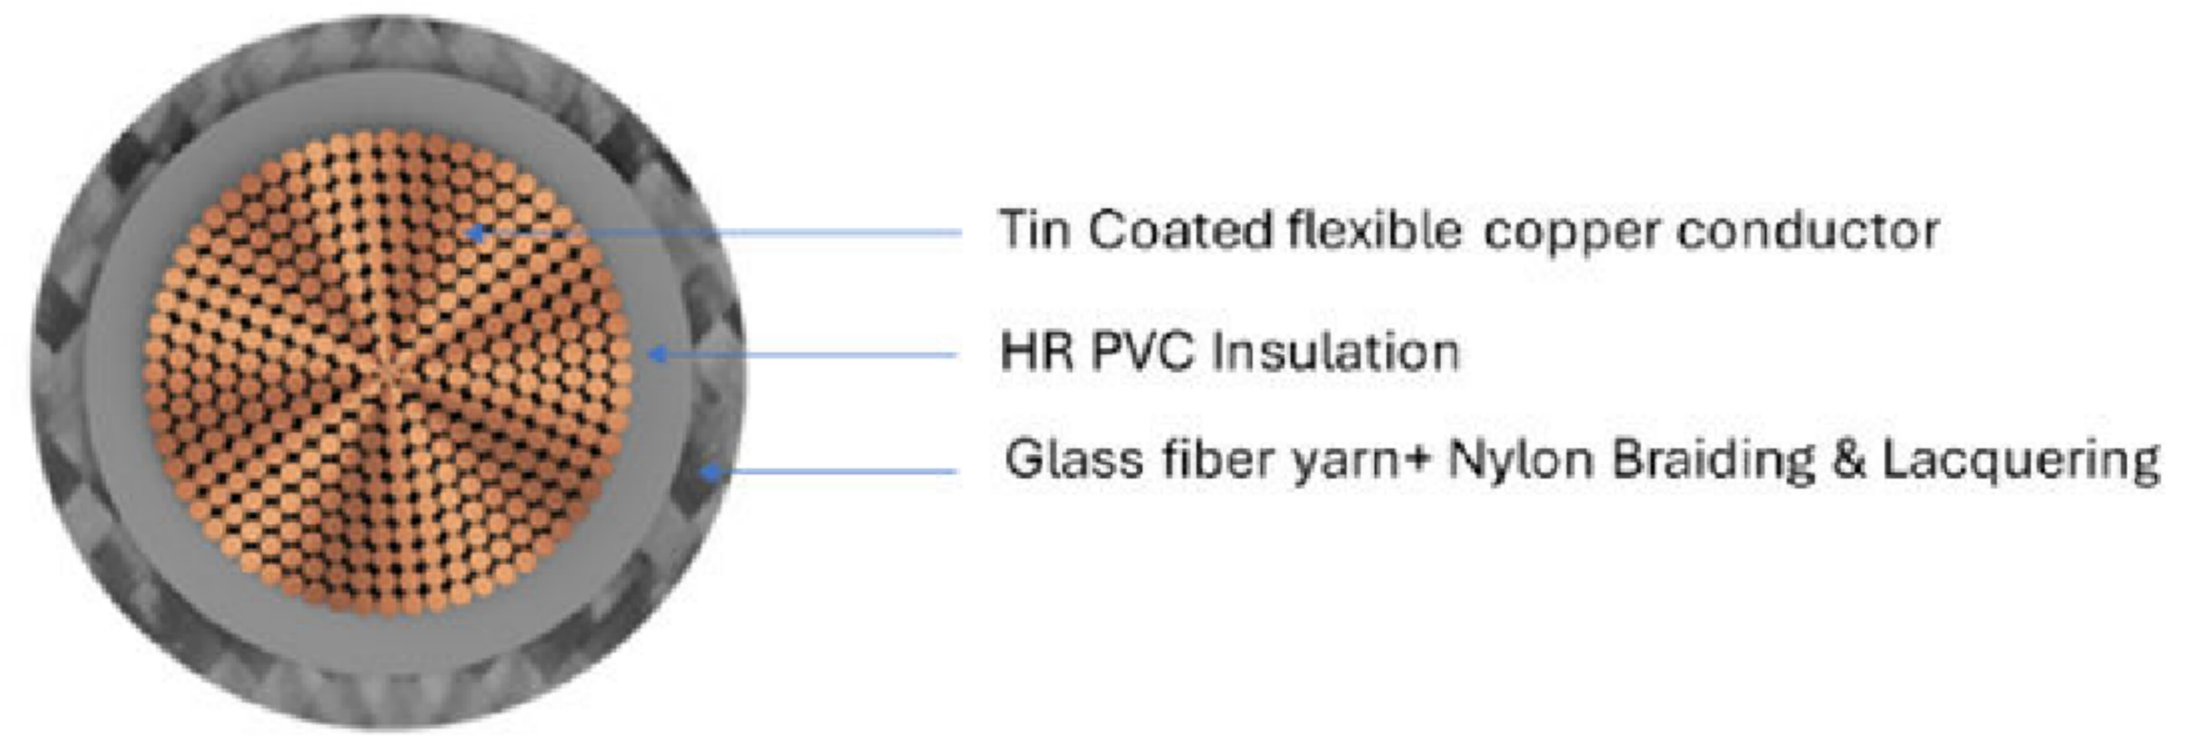 Tin Coated flexible copper conductor
HR PVC Insulation
Glass fiber yarn+ Nylon Braiding & Lacquering